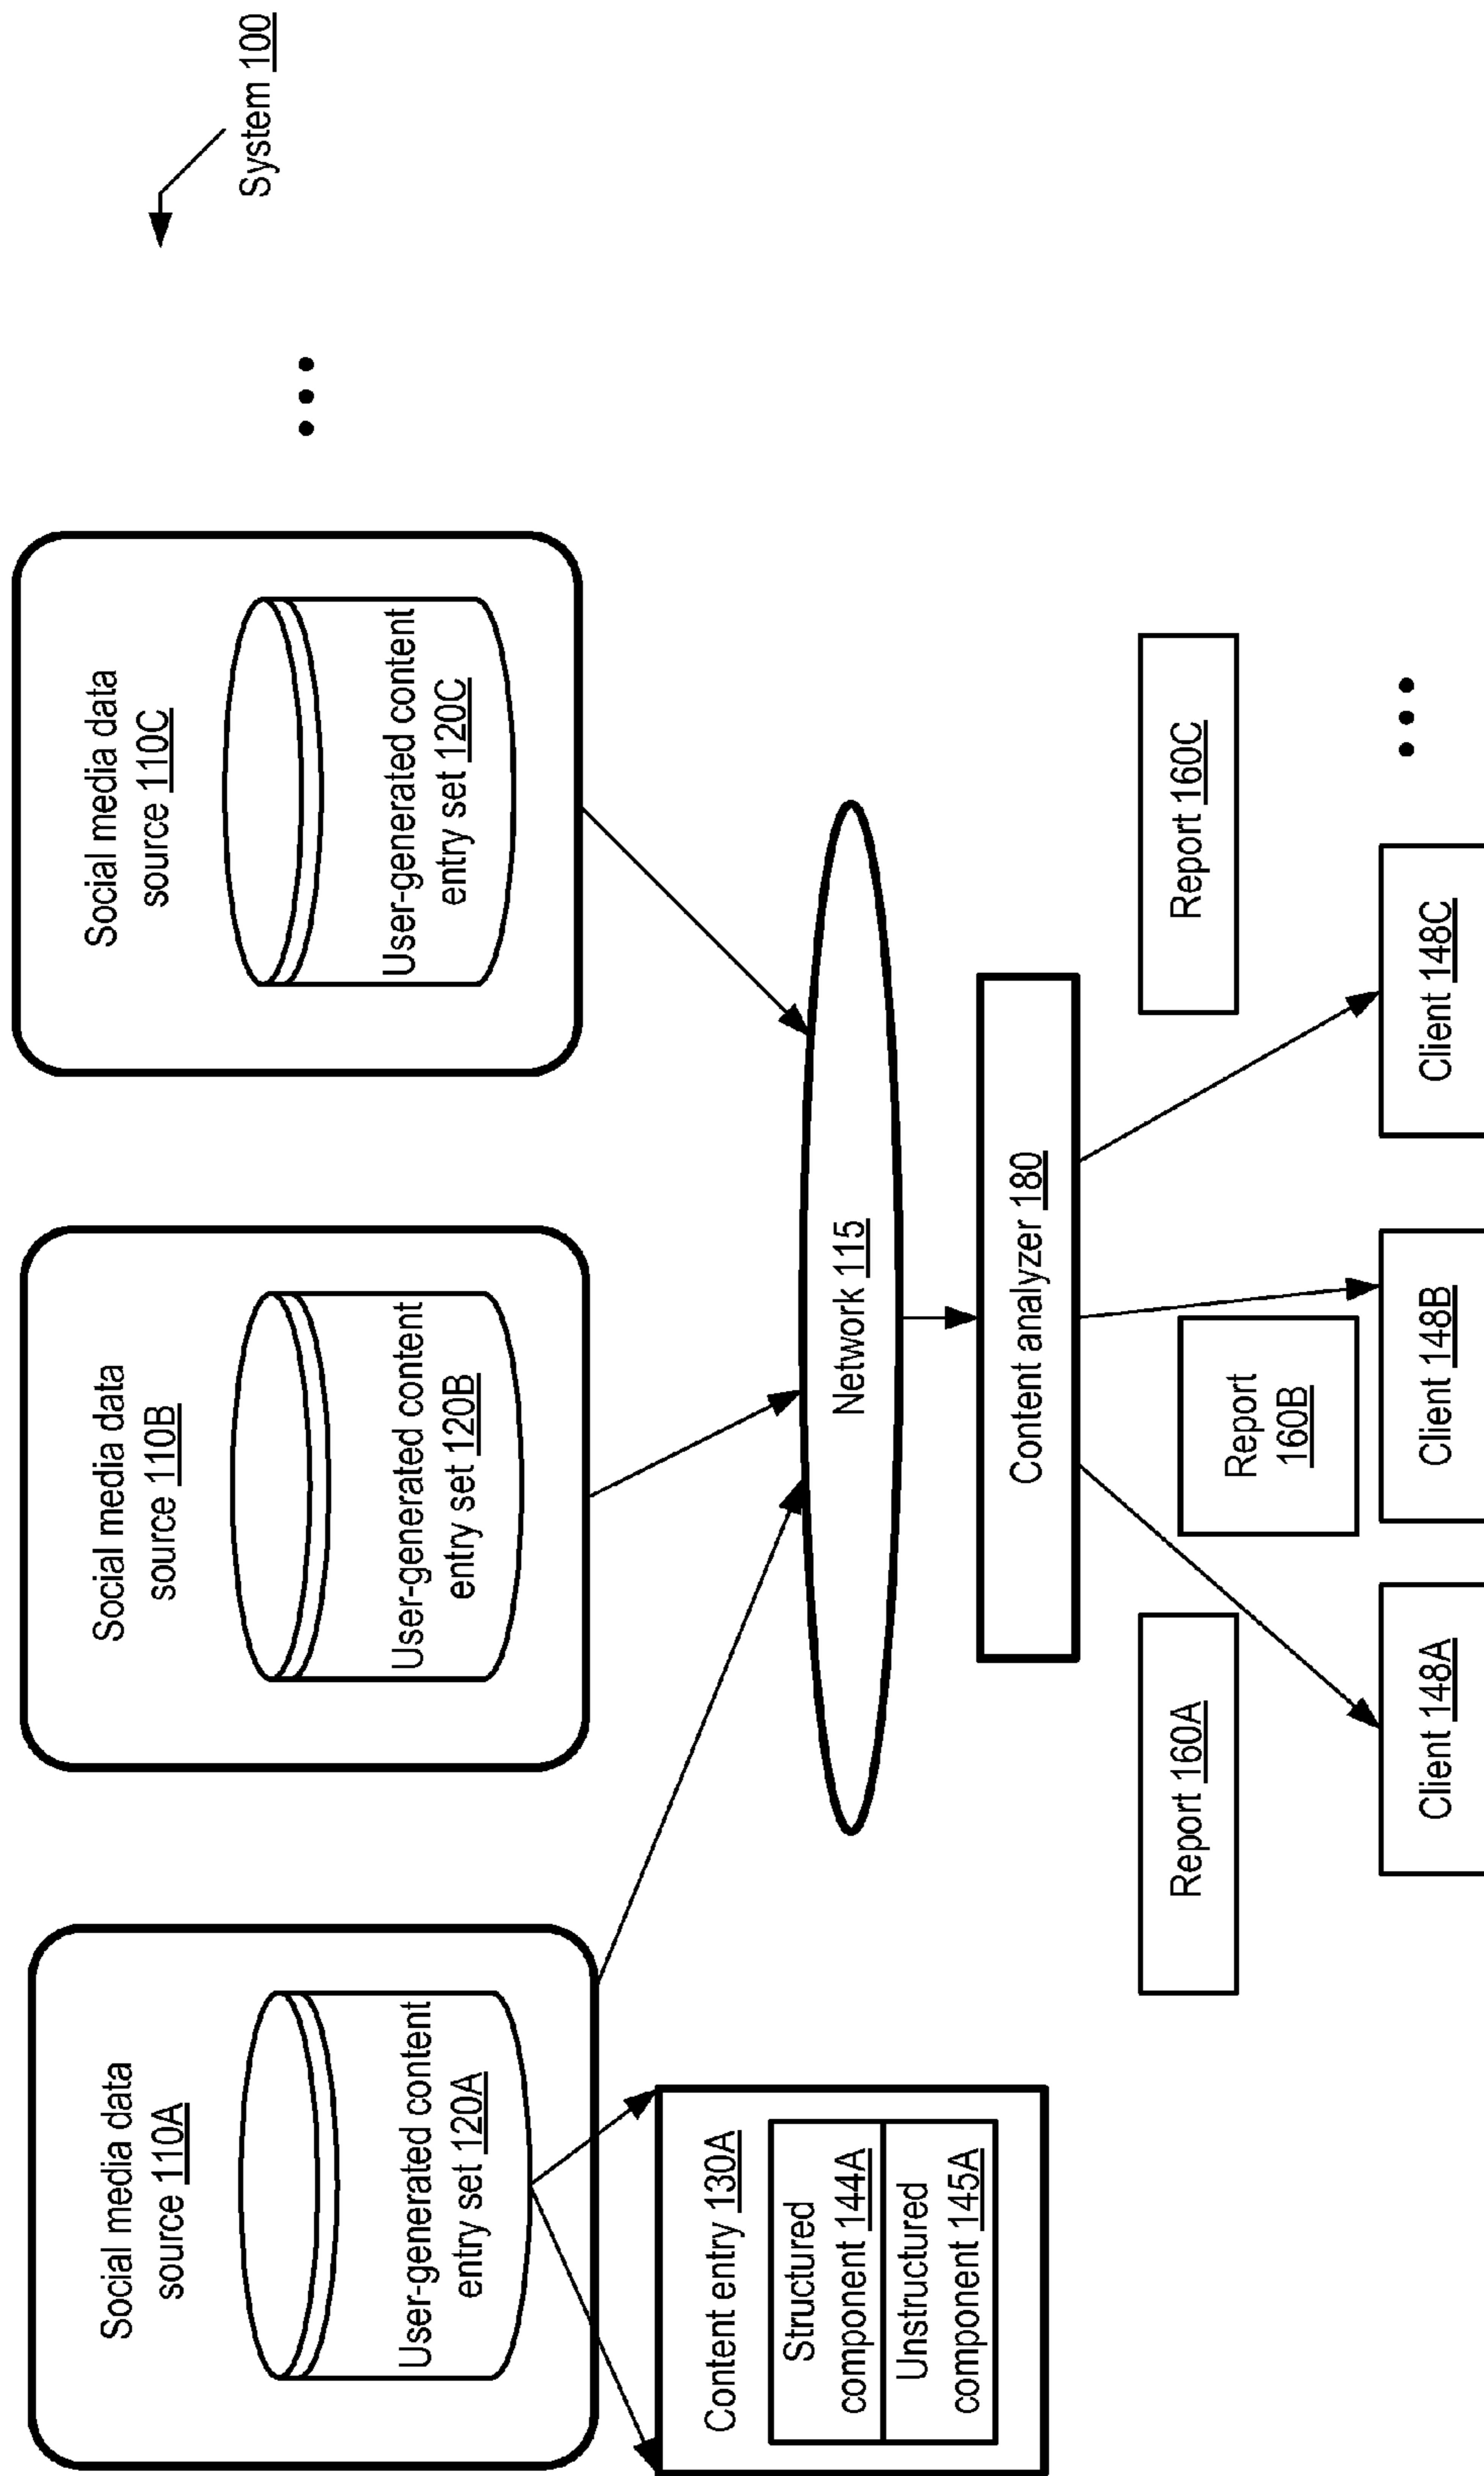 System 100
Social media data
source 110A
User-generated content
entry set 120A
Social media data
source 110B
User-generated content
entry set 120B
Social media data
source 110C
User-generated content
entry set 120C
Content entry 130A
Structured
component 144A
Unstructured
component 145A
Network 115
Content analyzer 180
Report 160A
Report
160B
Report 160C
Client 148A
Client 148B
Client 148C